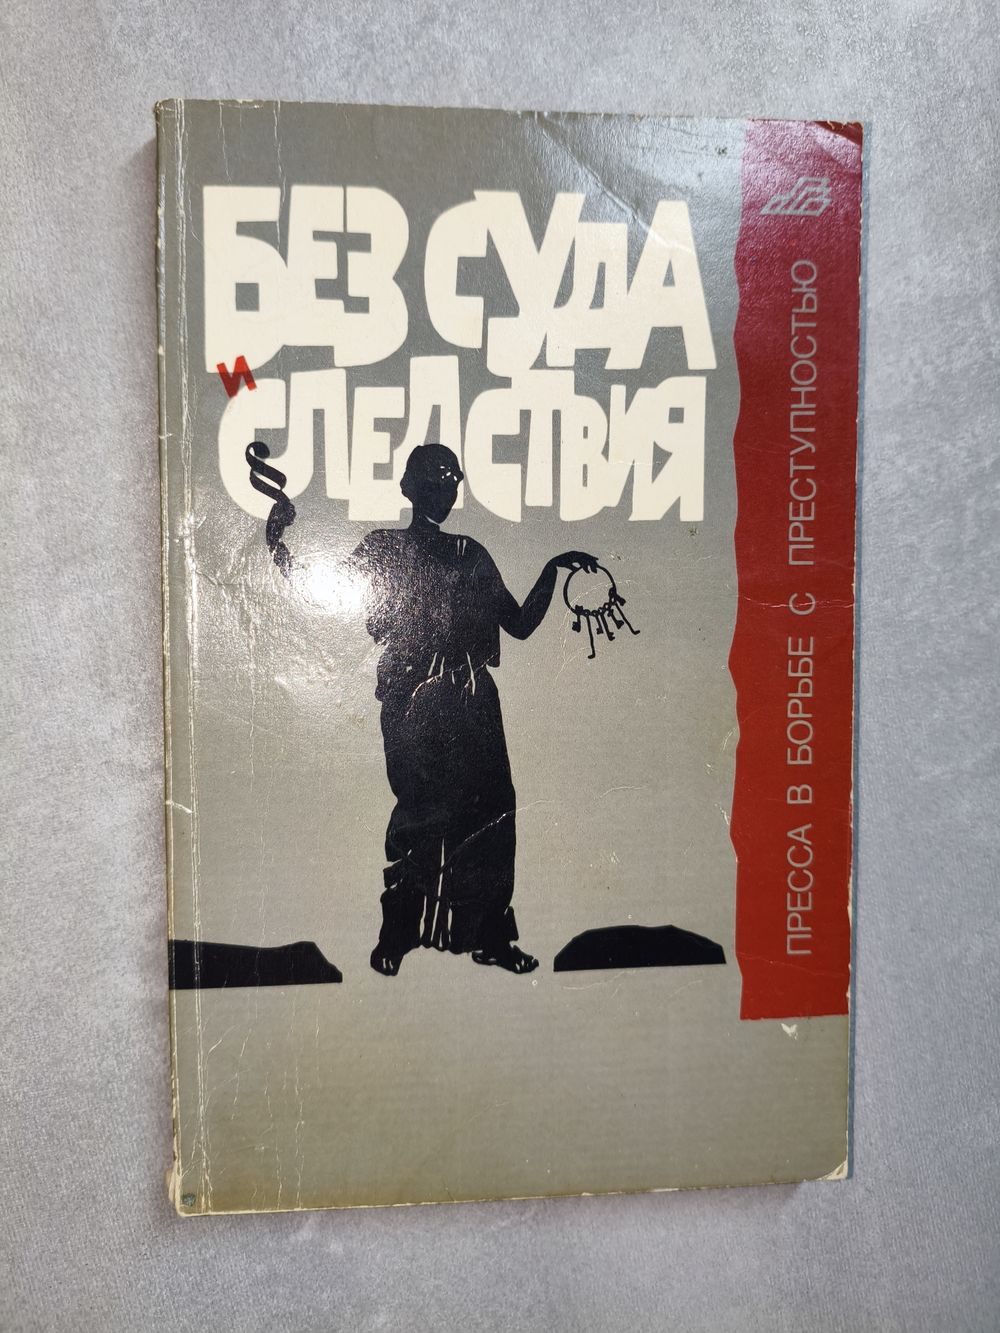 БЕЗ СУДА
И
СЛЕДСТВИЯ
ПРЕССА В БОРЬБЕ С ПРЕСТУПНОСТЬЮ